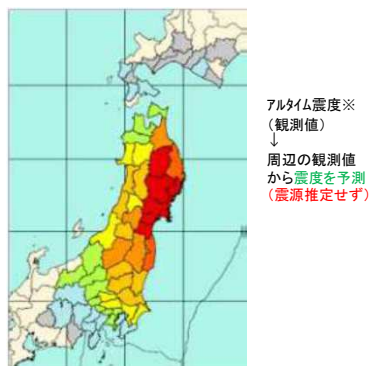 アルタイム震度※
（観測値）
↓
周辺の観測値
から震度を予測
（震源推定せず）